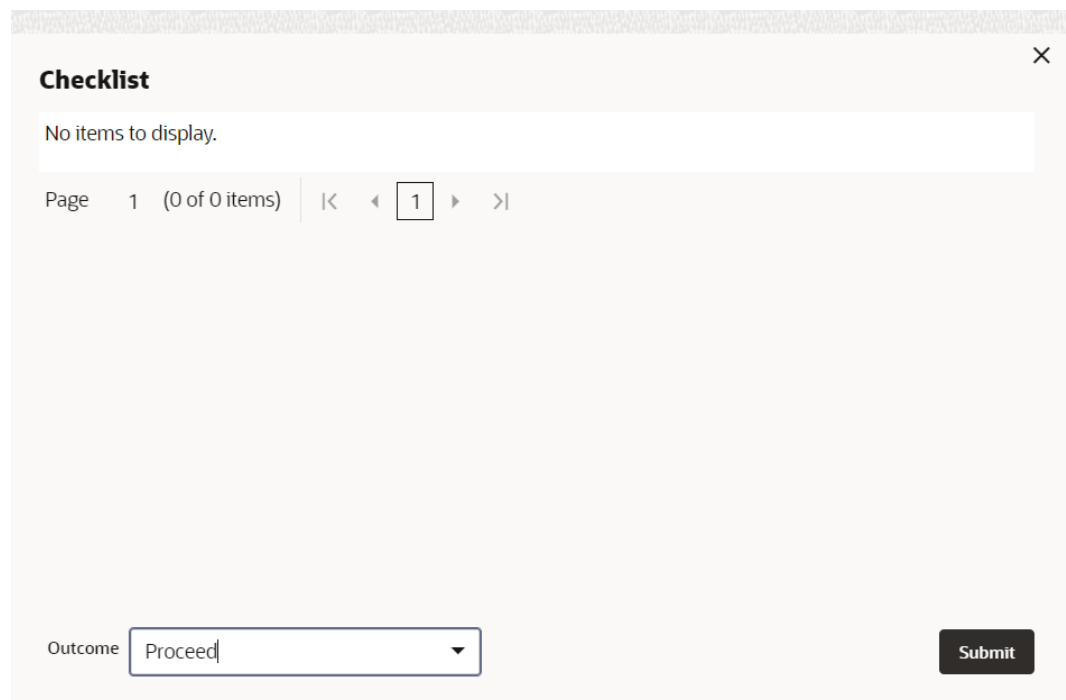 Checklist
No items to display.
Page 1 (0 of 0 items) 1
Outcome Proceed Submit